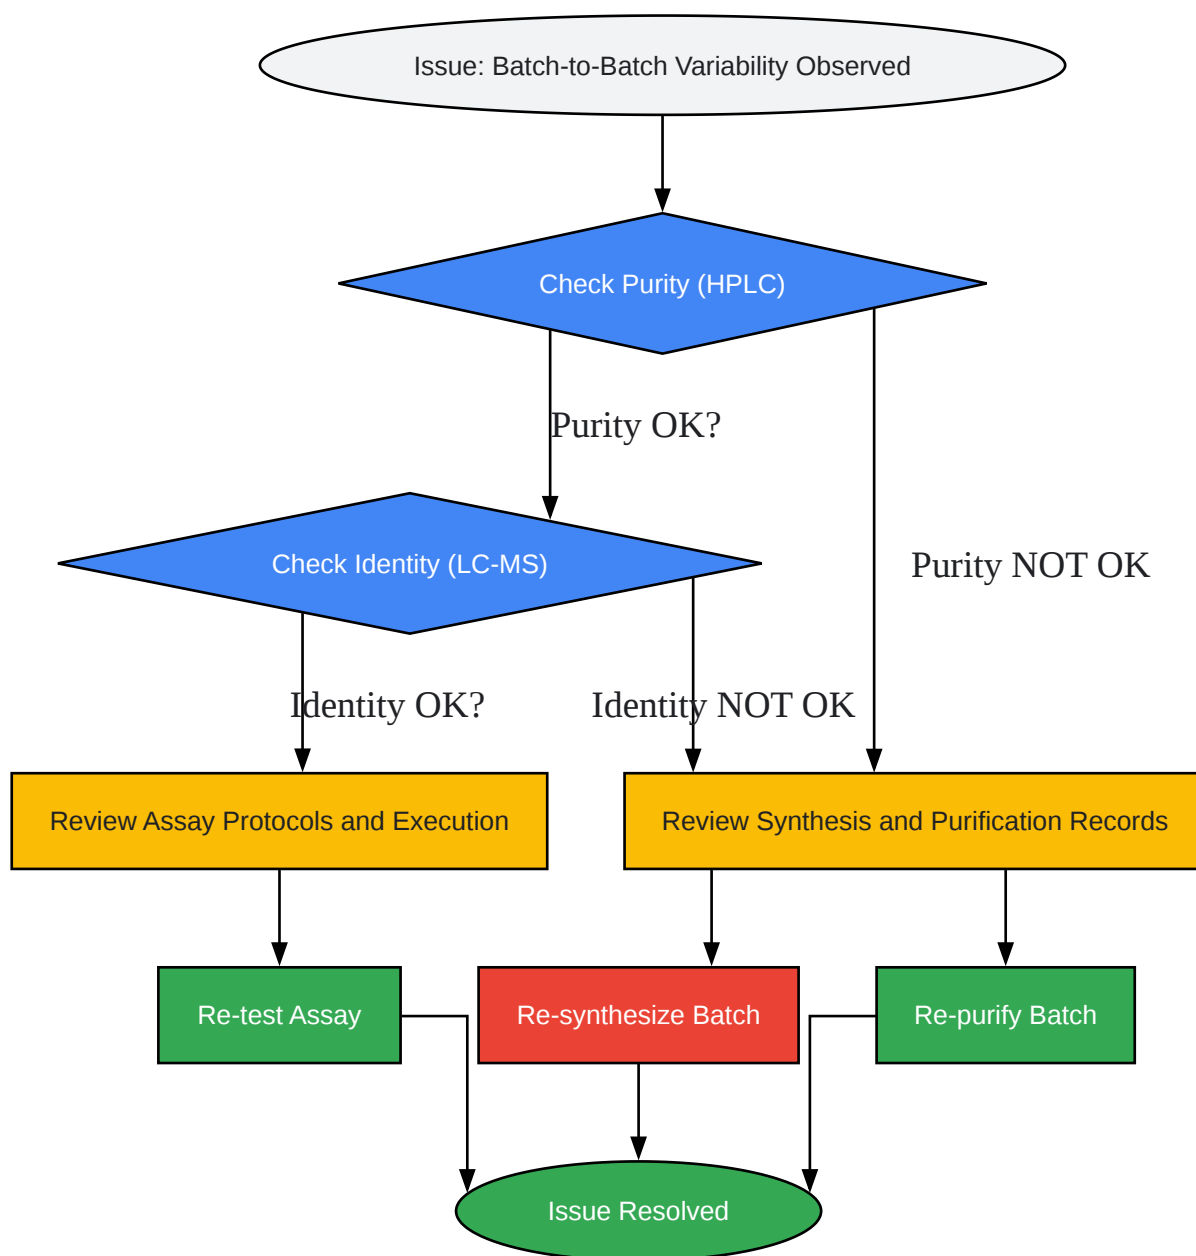 Issue: Batch-to-Batch Variability Observed
Check Purity (HPLC)
Purity OK?
Check Identity (LC-MS)
Purity NOT OK
Identity OK?
Identity NOT OK
Review Assay Protocols and Execution
Review Synthesis and Purification Records
Re-test Assay
Re-synthesize Batch
Re-purify Batch
Issue Resolved